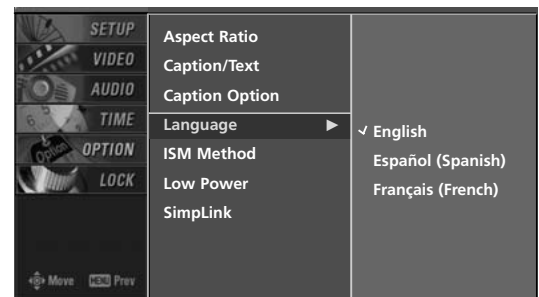 SETUP
VIDEO
AUDIO
TIME
OPTION
LOCK
Move MENU Prev
Aspect Ratio
Caption/Text
Caption Option
Language
ISM Method
Low Power
SimpLink
English
Español (Spanish)
Français (French)